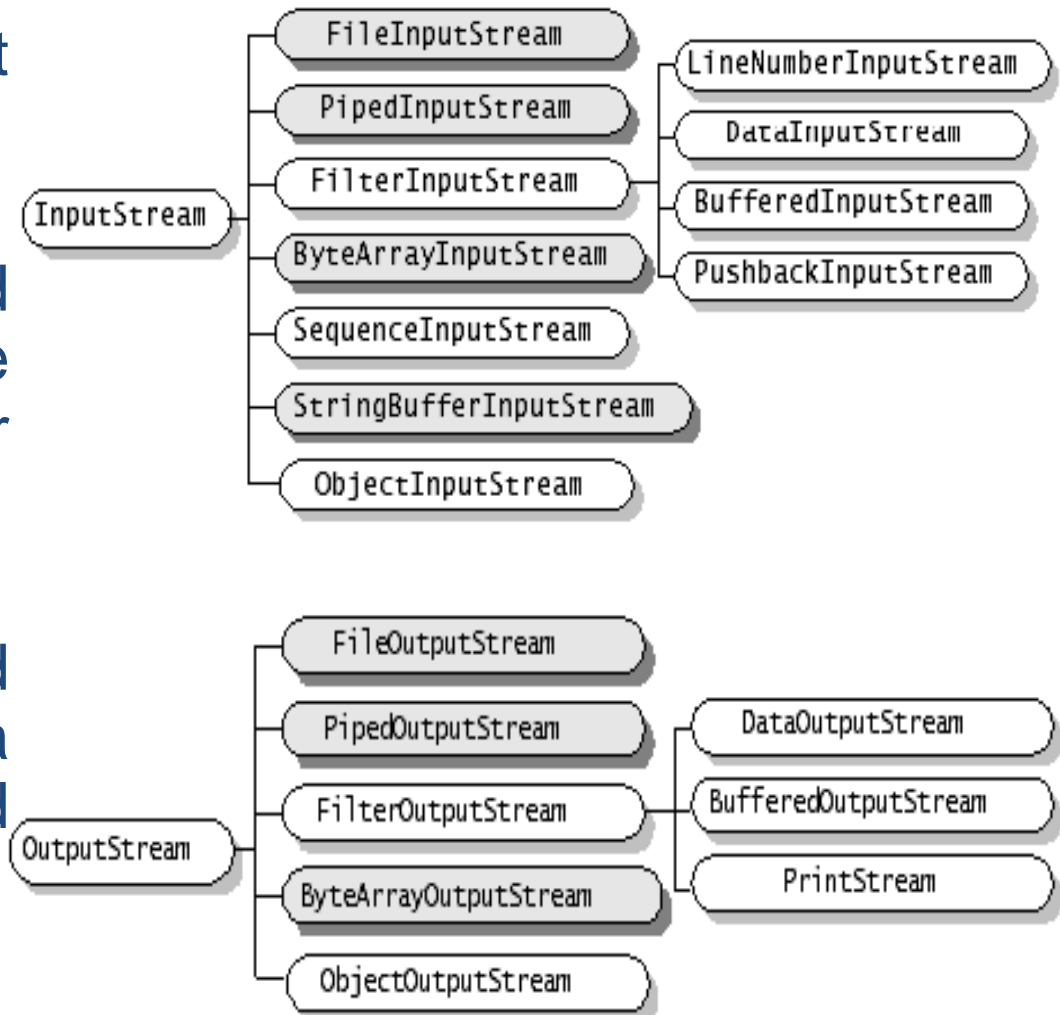 t
d
e
r
d
a
d
InputStream
FileInputStream
PipedInputStream
FilterInputStream
ByteArrayInputStream
SequenceInputStream
StringBufferInputStream
ObjectInputStream
LineNumberInputStream
DataInputStream
BufferedInputStream
PushbackInputStream
OutputStream
FileOutputStream
PipedOutputStream
FilterOutputStream
ByteArrayOutputStream
ObjectOutputStream
DataOutputStream
BufferedOutputStream
PrintStream